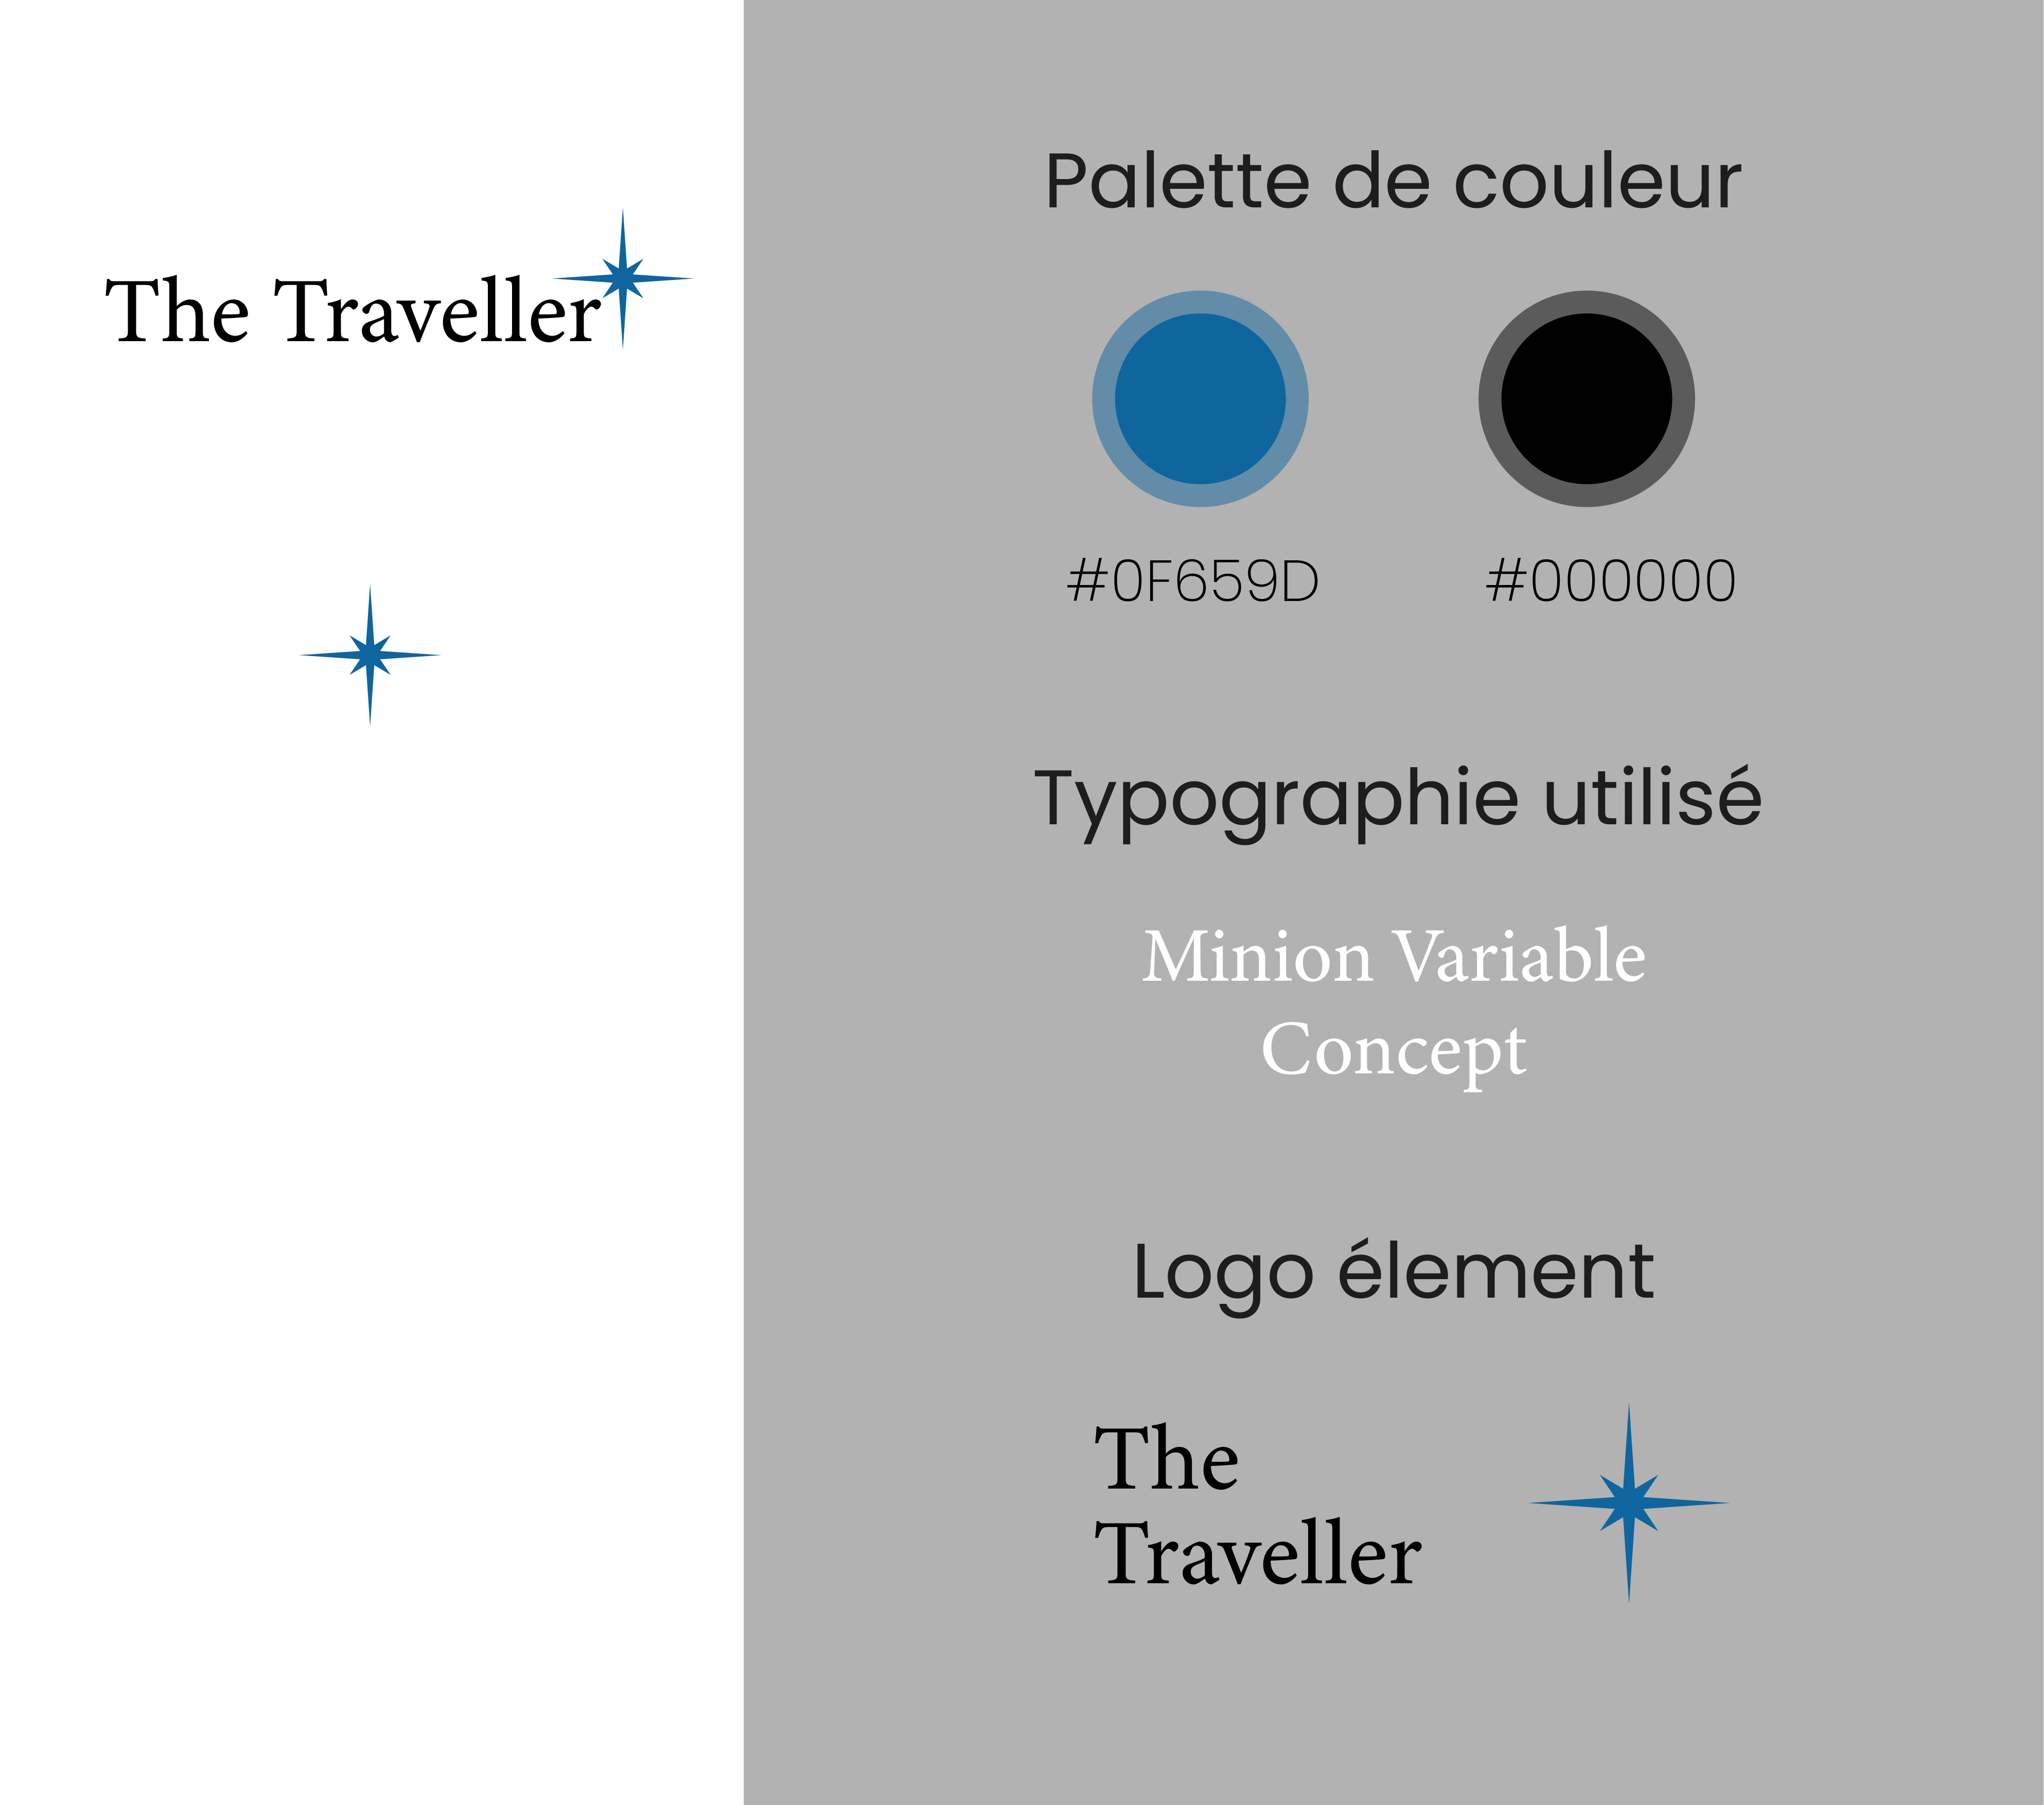 The Traveller
Palette de couleur
#0F659D
#000000
Typographie utilisé
Minion Variable
Concept
Logo élement
The
Traveller